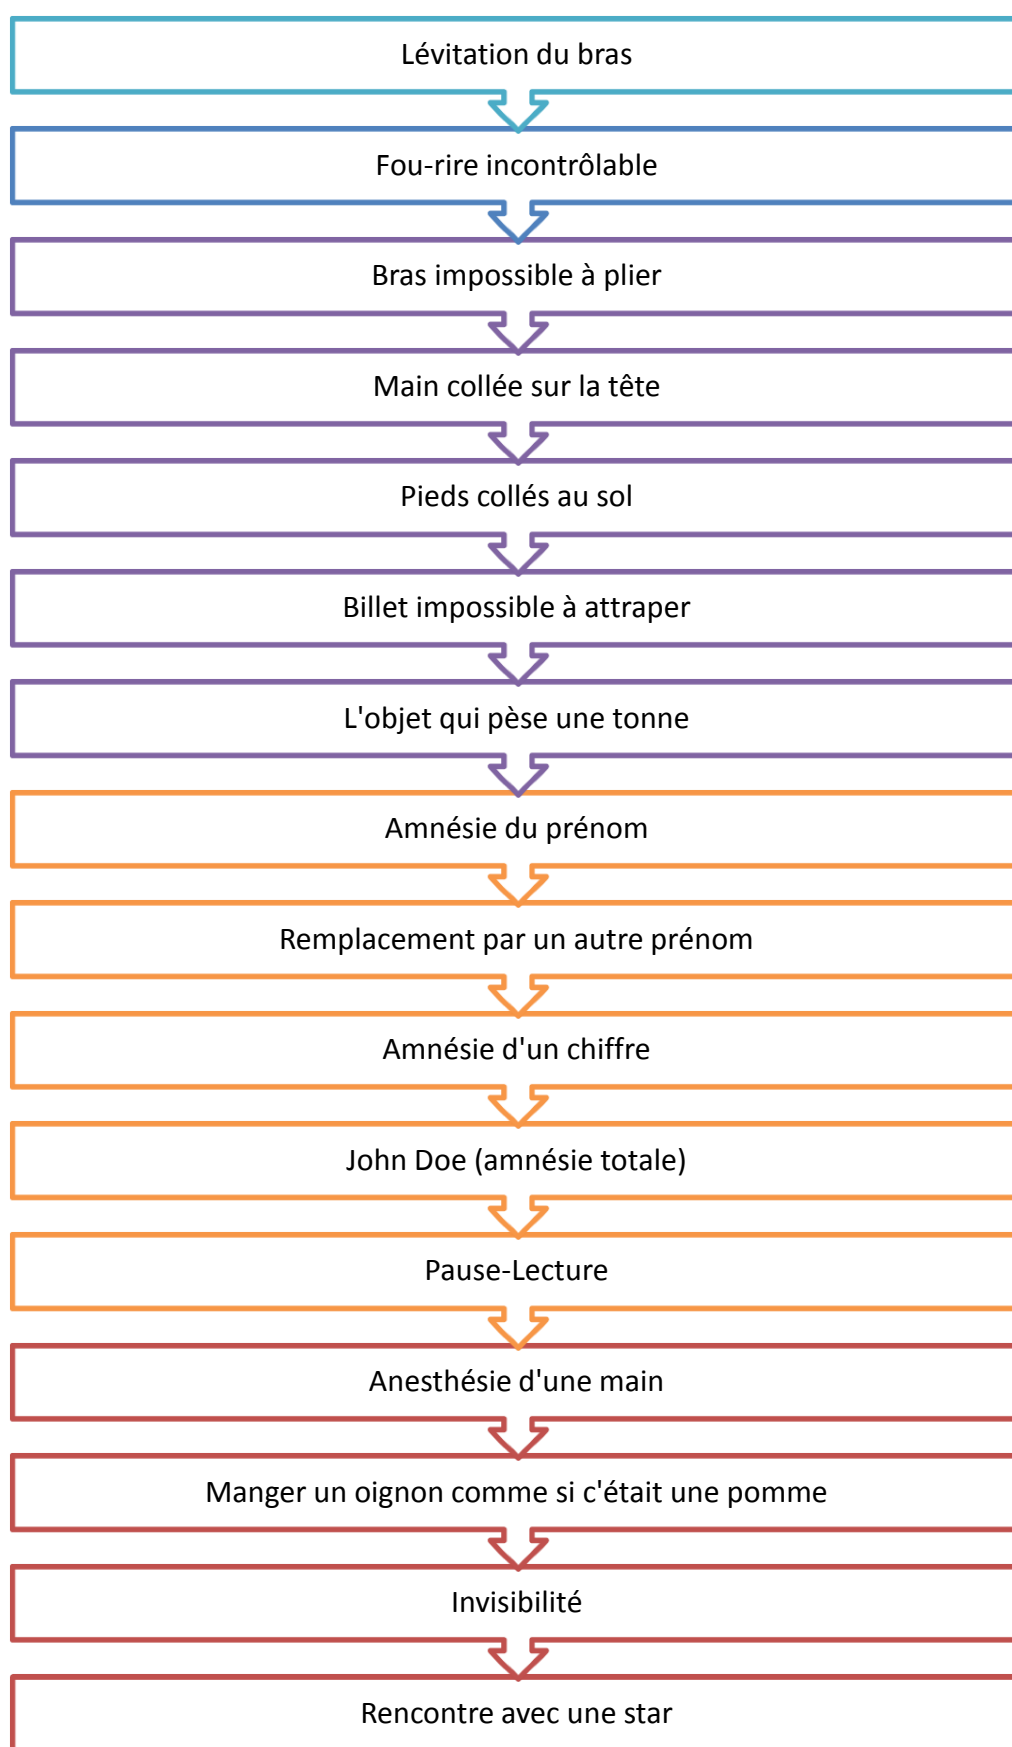 Lévitation du bras
Fou-rire incontrôlable
Bras impossible à plier
Main collée sur la tête
Pieds collés au sol
Billet impossible à attraper
L'objet qui pèse une tonne
Amnésie du prénom
Remplacement par un autre prénom
Amnésie d'un chiffre
John Doe (amnésie totale)
Pause-Lecture
Anesthésie d'une main
Manger un oignon comme si c'était une pomme
Invisibilité
Rencontre avec une star